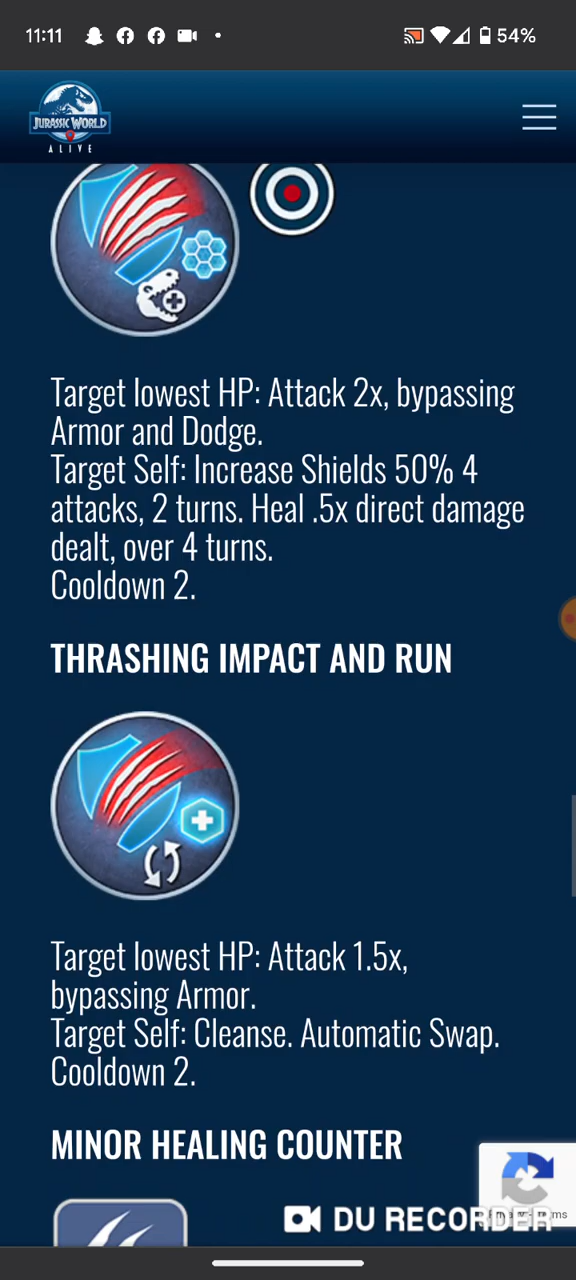 11:11
54%
JURASSIC WORLD
ALIVE
Target lowest HP: Attack 2x, bypassing
Armor and Dodge.
Target Self: Increase Shields 50% 4
attacks, 2 turns. Heal .5x direct damage
dealt, over 4 turns.
Cooldown 2.
THRASHING IMPACT AND RUN
Target lowest HP: Attack 1.5x,
bypassing Armor.
Target Self: Cleanse. Automatic Swap.
Cooldown 2.
MINOR HEALING COUNTER
DU RECORDER